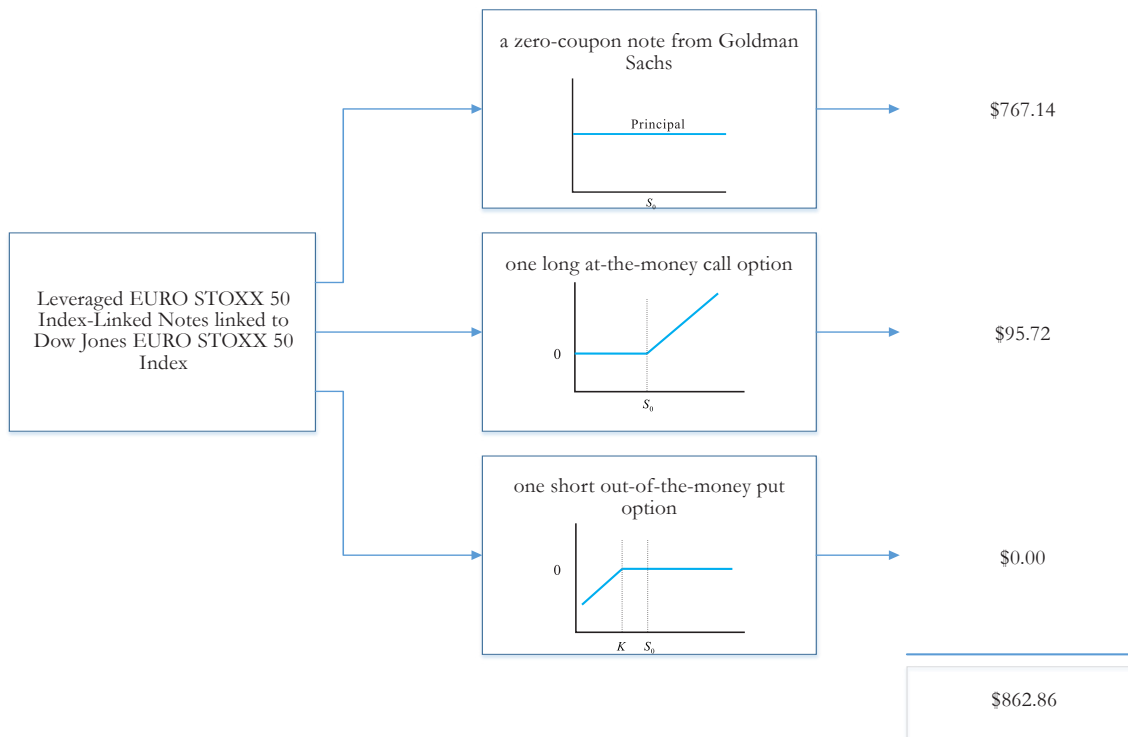 Leveraged EURO STOXX 50
Index-Linked Notes linked to
Dow Jones EURO STOXX 50
Index
a zero-coupon note from Goldman
Sachs
Principal
S₀
$767.14
one long at-the-money call option
0
S₀
$95.72
one short out-of-the-money put
option
0
K S₀
$0.00
$862.86